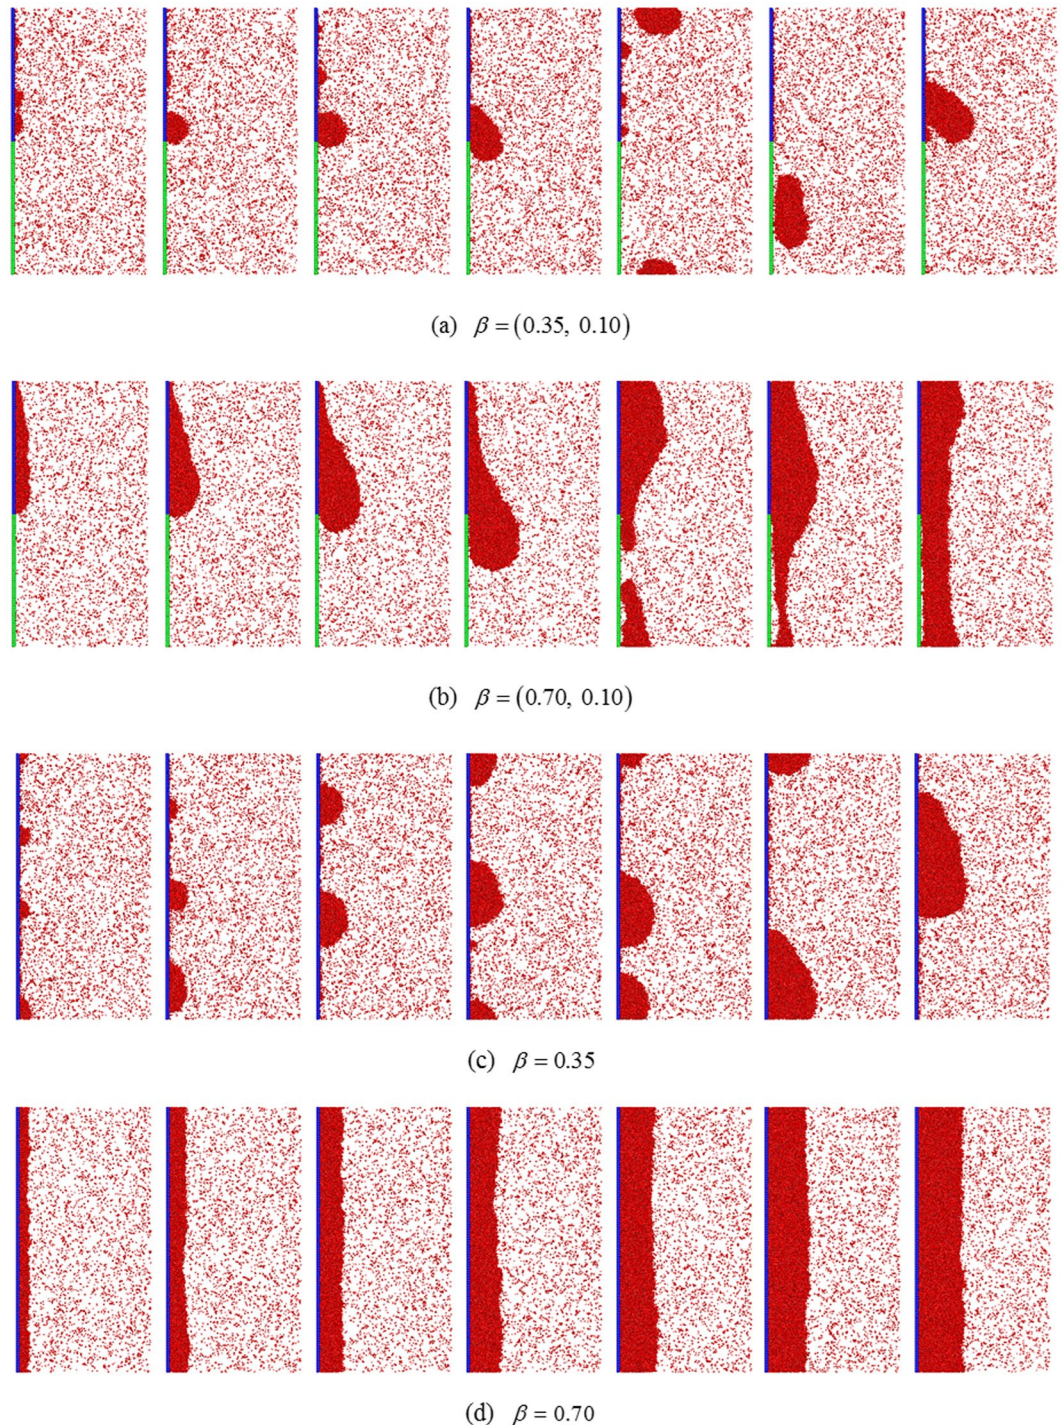 (a) β = (0.35, 0.10)
(b) β = (0.70, 0.10)
(c) β = 0.35
(d) β = 0.70